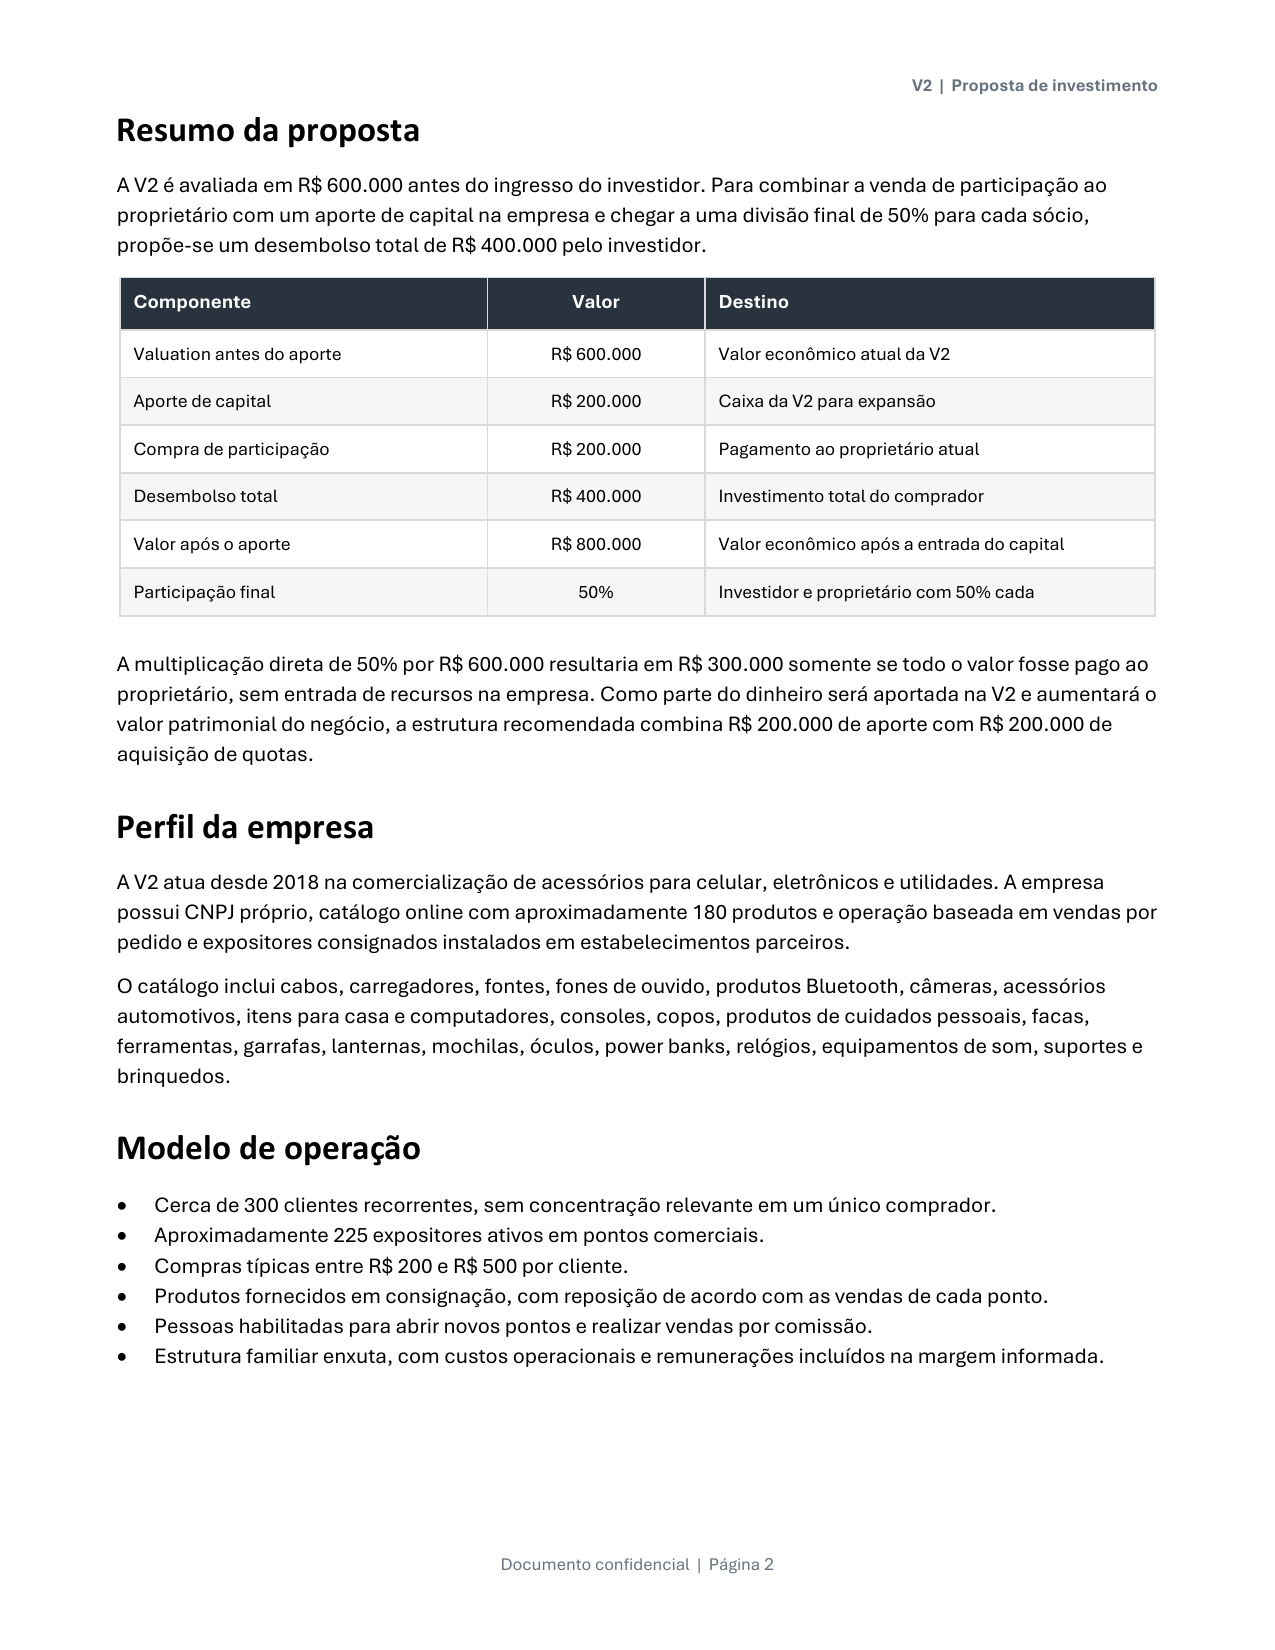 V2 | Proposta de investimento
Resumo da proposta
A V2 é avaliada em R$ 600.000 antes do ingresso do investidor. Para combinar a venda de participação ao
proprietário com um aporte de capital na empresa e chegar a uma divisão final de 50% para cada sócio,
propõe-se um desembolso total de R$ 400.000 pelo investidor.
Componente Valor Destino
Valuation antes do aporte R$ 600.000 Valor econômico atual da V2
Aporte de capital R$ 200.000 Caixa da V2 para expansão
Compra de participação R$ 200.000 Pagamento ao proprietário atual
Desembolso total R$ 400.000 Investimento total do comprador
Valor após o aporte R$ 800.000 Valor econômico após a entrada do capital
Participação final 50% Investidor e proprietário com 50% cada
A multiplicação direta de 50% por R$ 600.000 resultaria em R$ 300.000 somente se todo o valor fosse pago ao
proprietário, sem entrada de recursos na empresa. Como parte do dinheiro será aportada na V2 e aumentará o
valor patrimonial do negócio, a estrutura recomendada combina R$ 200.000 de aporte com R$ 200.000 de
aquisição de quotas.
Perfil da empresa
A V2 atua desde 2018 na comercialização de acessórios para celular, eletrônicos e utilidades. A empresa
possui CNPJ próprio, catálogo online com aproximadamente 180 produtos e operação baseada em vendas por
pedido e expositores consignados instalados em estabelecimentos parceiros.
O catálogo inclui cabos, carregadores, fontes, fones de ouvido, produtos Bluetooth, câmeras, acessórios
automotivos, itens para casa e computadores, consoles, copos, produtos de cuidados pessoais, facas,
ferramentas, garrafas, lanternas, mochilas, óculos, power banks, relógios, equipamentos de som, suportes e
brinquedos.
Modelo de operação
• Cerca de 300 clientes recorrentes, sem concentração relevante em um único comprador.
• Aproximadamente 225 expositores ativos em pontos comerciais.
• Compras típicas entre R$ 200 e R$ 500 por cliente.
• Produtos fornecidos em consignação, com reposição de acordo com as vendas de cada ponto.
• Pessoas habilitadas para abrir novos pontos e realizar vendas por comissão.
• Estrutura familiar enxuta, com custos operacionais e remunerações incluídos na margem informada.
Documento confidencial | Página 2